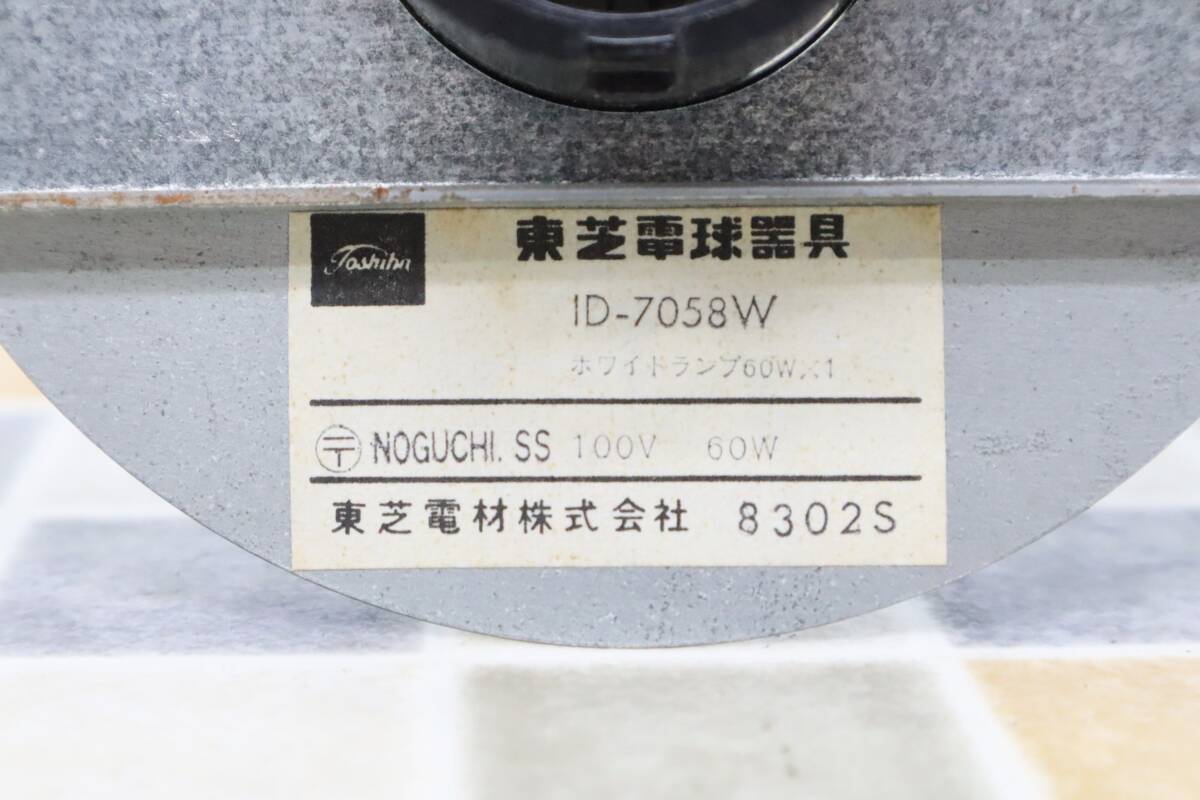 Toshiba
東芝電球器具
ID-7058W
ホワイトランプ60W×1
〒 NOGUCHI. SS 100V 60W
東芝電材株式会社 8302S